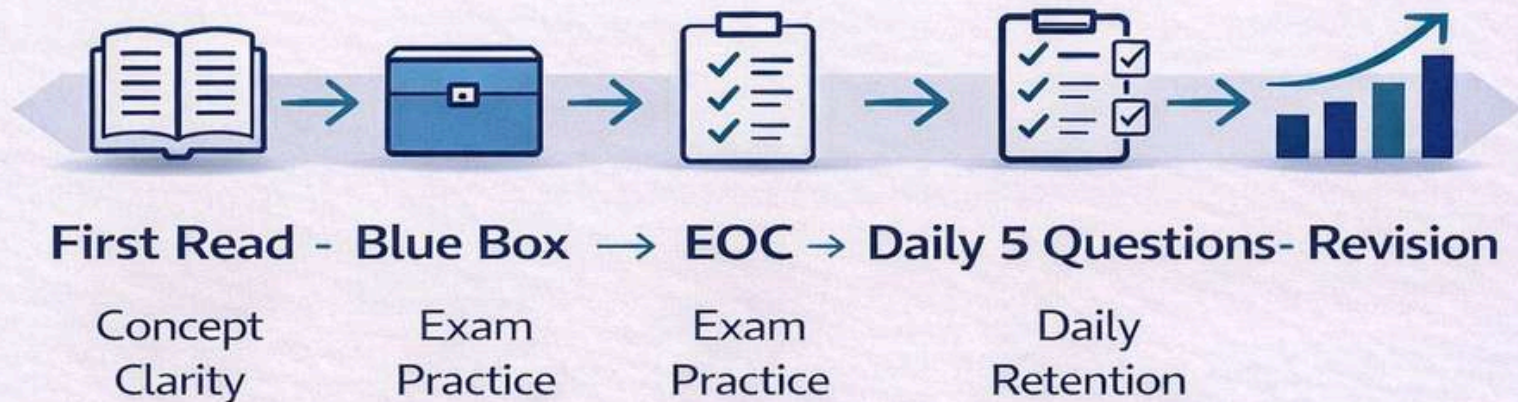 First Read - Blue Box → EOC → Daily 5 Questions- Revision
Concept Clarity
Exam Practice
Exam Practice
Daily Retention